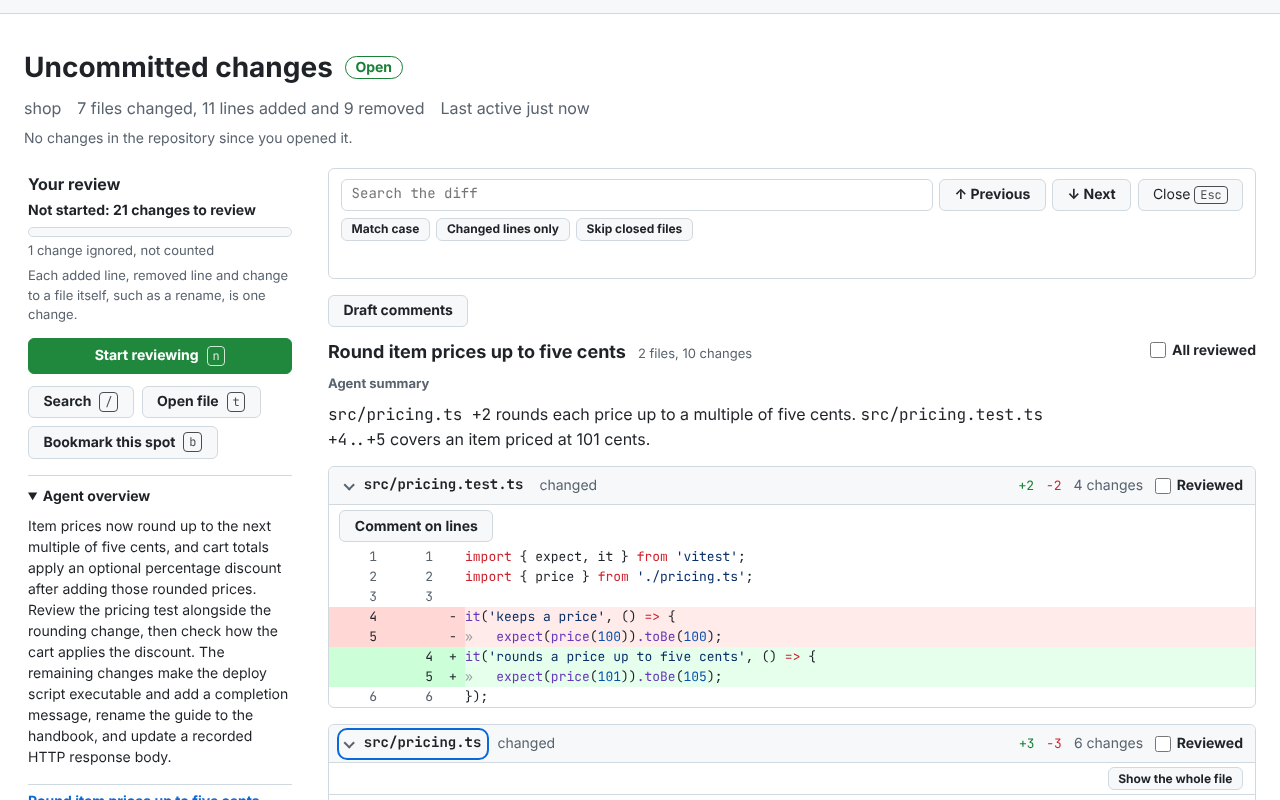 Uncommitted changes Open
shop 7 files changed, 11 lines added and 9 removed Last active just now
No changes in the repository since you opened it.
Your review
Not started: 21 changes to review
1 change ignored, not counted
Each added line, removed line and change
to a file itself, such as a rename, is one
change.
Start reviewing n
Search /
Open file t
Bookmark this spot b
▼ Agent overview
Item prices now round up to the next
multiple of five cents, and cart totals
apply an optional percentage discount
after adding those rounded prices.
Review the pricing test alongside the
rounding change, then check how the
cart applies the discount. The
remaining changes make the deploy
script executable and add a completion
message, rename the guide to the
handbook, and update a recorded
HTTP response body.
Round item prices up to five cents
Search the diff
↑ Previous
↓ Next
Close Esc
Match case
Changed lines only
Skip closed files
Draft comments
Round item prices up to five cents 2 files, 10 changes
All reviewed
Agent summary
src/pricing.ts +2 rounds each price up to a multiple of five cents. src/pricing.test.ts
+4..+5 covers an item priced at 101 cents.
src/pricing.test.ts changed +2 -2 4 changes Reviewed
Comment on lines
1 1 import { expect, it } from 'vitest';
2 2 import { price } from './pricing.ts';
3 3
4 - it('keeps a price', () => {
5 - » expect(price(100)).toBe(100);
4 + it('rounds a price up to five cents', () => {
5 + » expect(price(101)).toBe(105);
6 6 });
src/pricing.ts changed +3 -3 6 changes Reviewed
Show the whole file